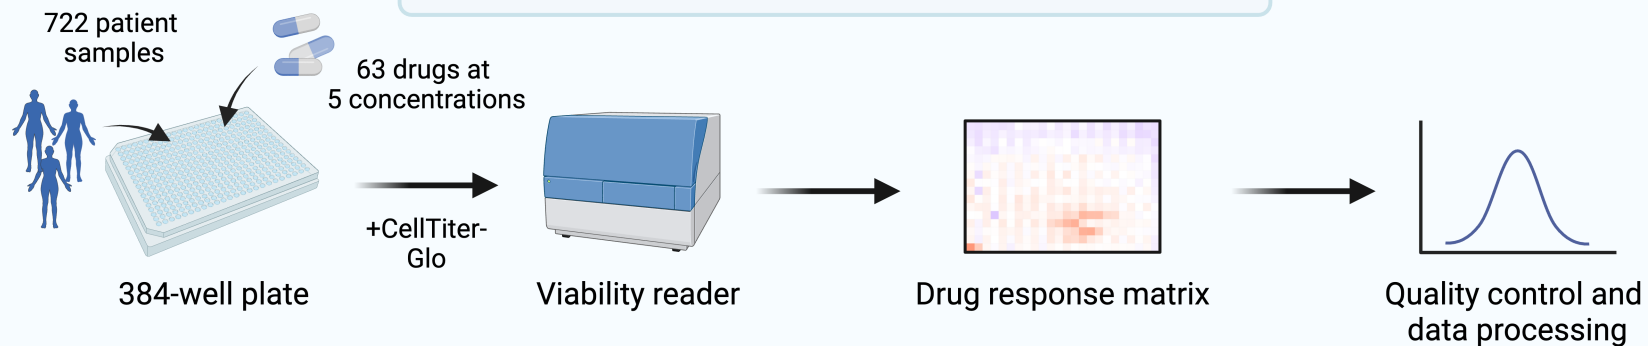 722 patient
samples
63 drugs at
5 concentrations
+CellTiter-
Glo
384-well plate
Viability reader
Drug response matrix
Quality control and
data processing